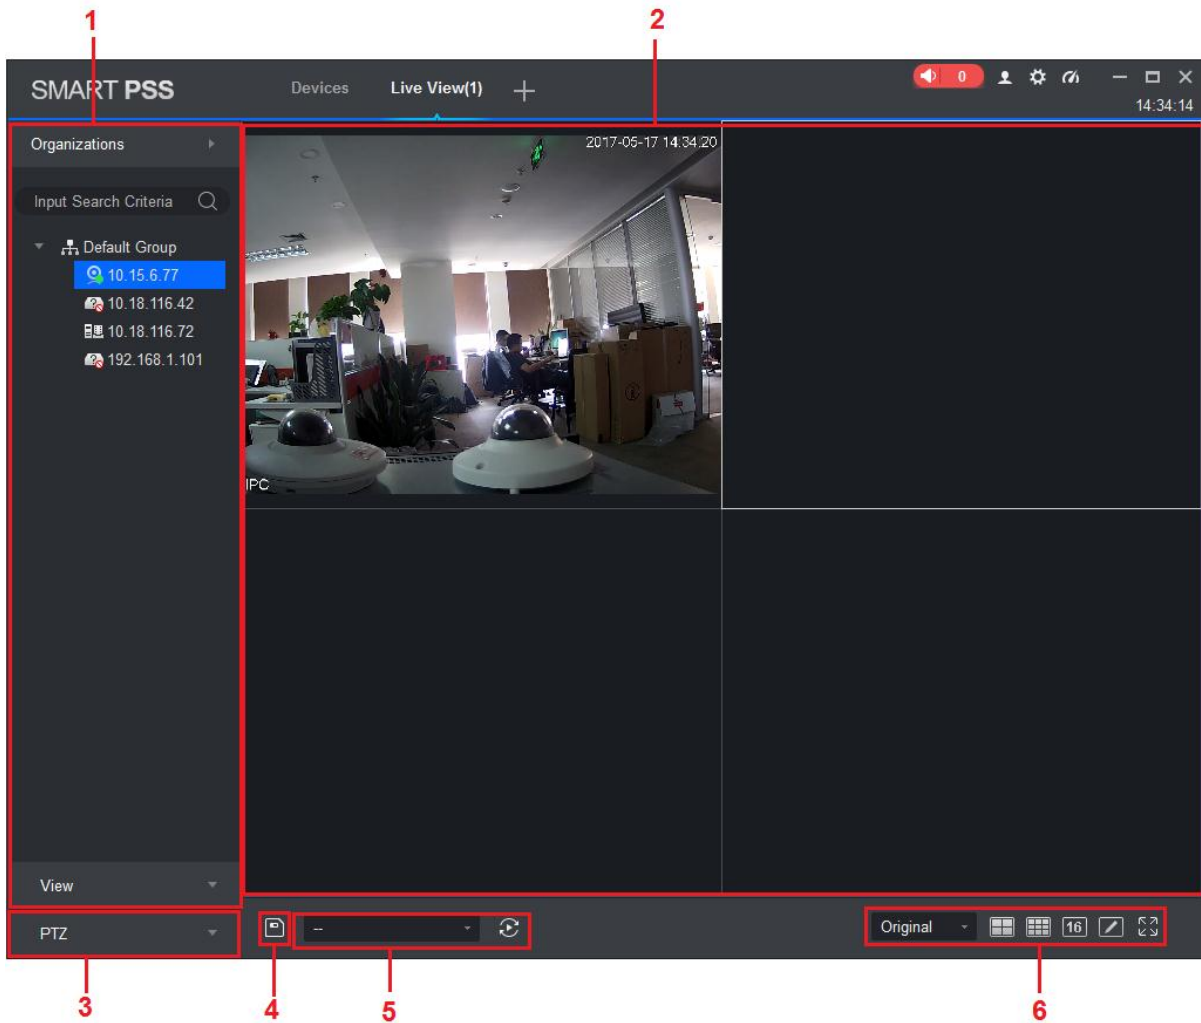 1
2
SMART PSS
Devices
Live View(1)
0
14:34:14
Organizations
2017-05-17 14:34:20
Input Search Criteria
Default Group
10.15.6.77
10.18.116.42
10.18.116.72
192.168.1.101
IPC
View
PTZ
--
Original
16
3
4
5
6